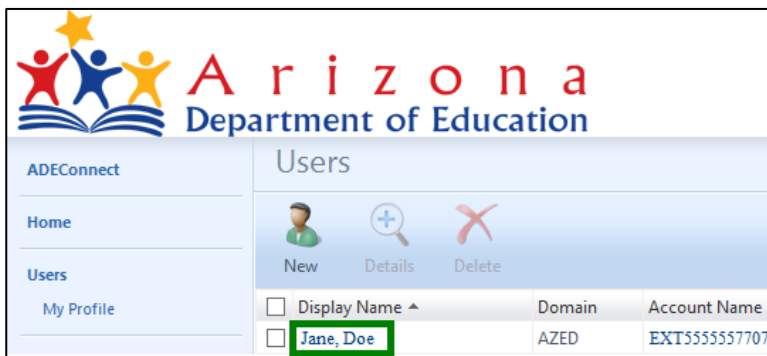 Arizona
Department of Education
ADEConnect
Home
Users
My Profile
Users
New Details Delete
Display Name Domain Account Name
Jane, Doe AZED EXT5555557707